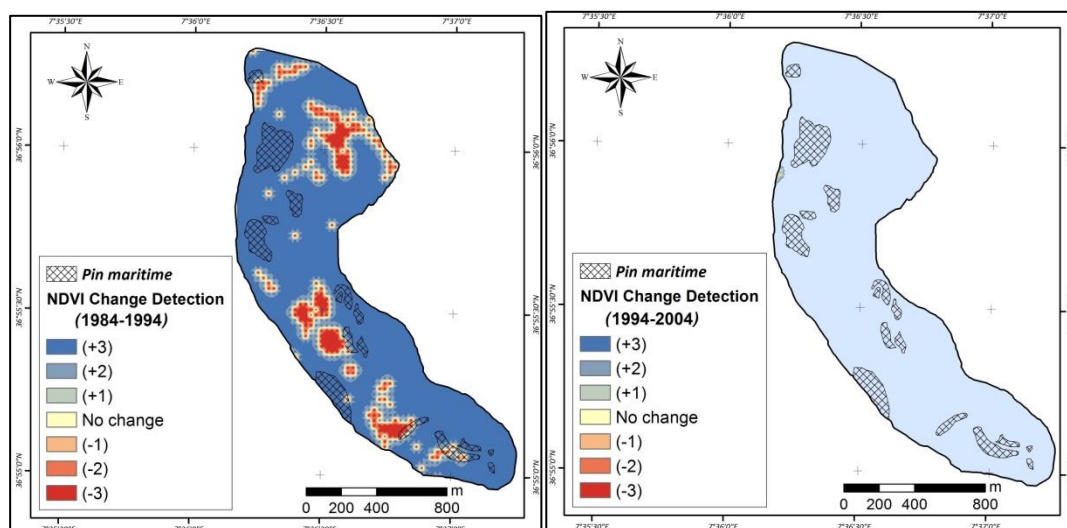 7°35'30"E 7°36'0"E 7°36'30"E 7°37'0"E
N
W E
S
36°56'0"N
36°55'30"N
36°55'0"N
Pin maritime
NDVI Change Detection
(1984-1994)
(+3)
(+2)
(+1)
No change
(-1)
(-2)
(-3)
m
0 200 400 800
7°35'30"E 7°36'0"E 7°36'30"E 7°37'0"E
N
W E
S
36°56'0"N
36°56'0"N
36°55'30"N
36°55'30"N
36°55'0"N
36°55'0"N
Pin maritime
NDVI Change Detection
(1994-2004)
(+3)
(+2)
(+1)
No change
(-1)
(-2)
(-3)
m
0 200 400 800
7°35'30"E 7°36'0"E 7°36'30"E 7°37'0"E